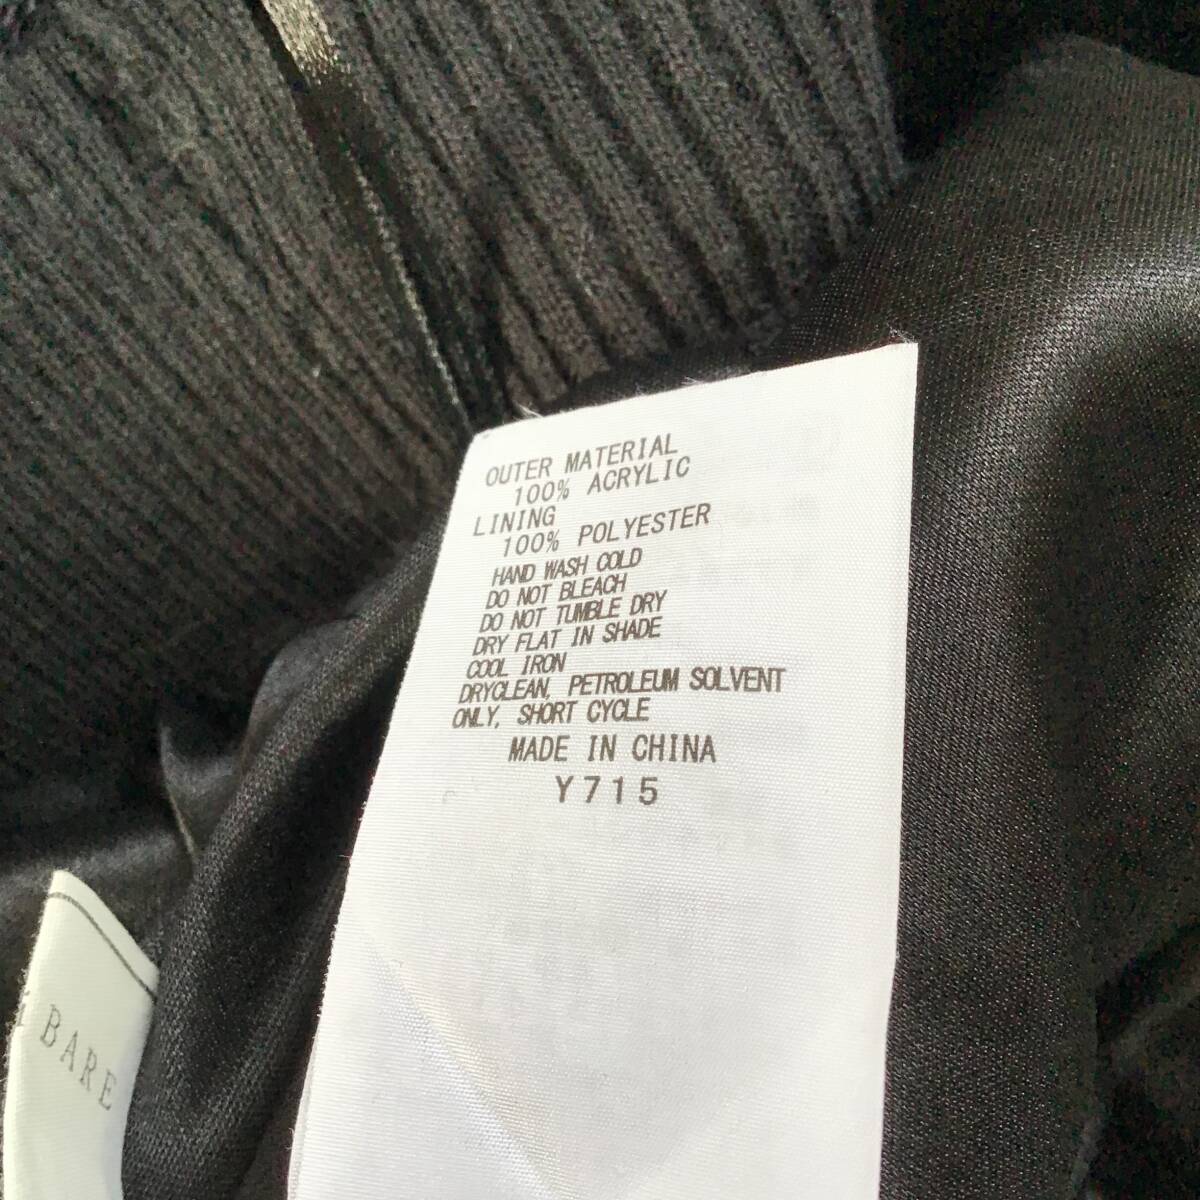 OUTER MATERIAL
100% ACRYLIC
LINING
100% POLYESTER
HAND WASH COLD
DO NOT BLEACH
DO NOT TUMBLE DRY
DRY FLAT IN SHADE
COOL IRON
DRYCLEAN, PETROLEUM SOLVENT
ONLY, SHORT CYCLE
MADE IN CHINA
Y715
i BARE